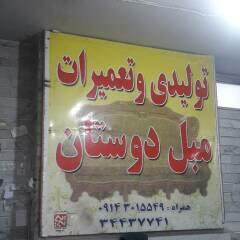 تولیدی وتعمیرات
مبل دوستان
همراه : ۰۹۱۴۳۰۱۵۵۴۹
۳۴۴۳۷۷۴۱